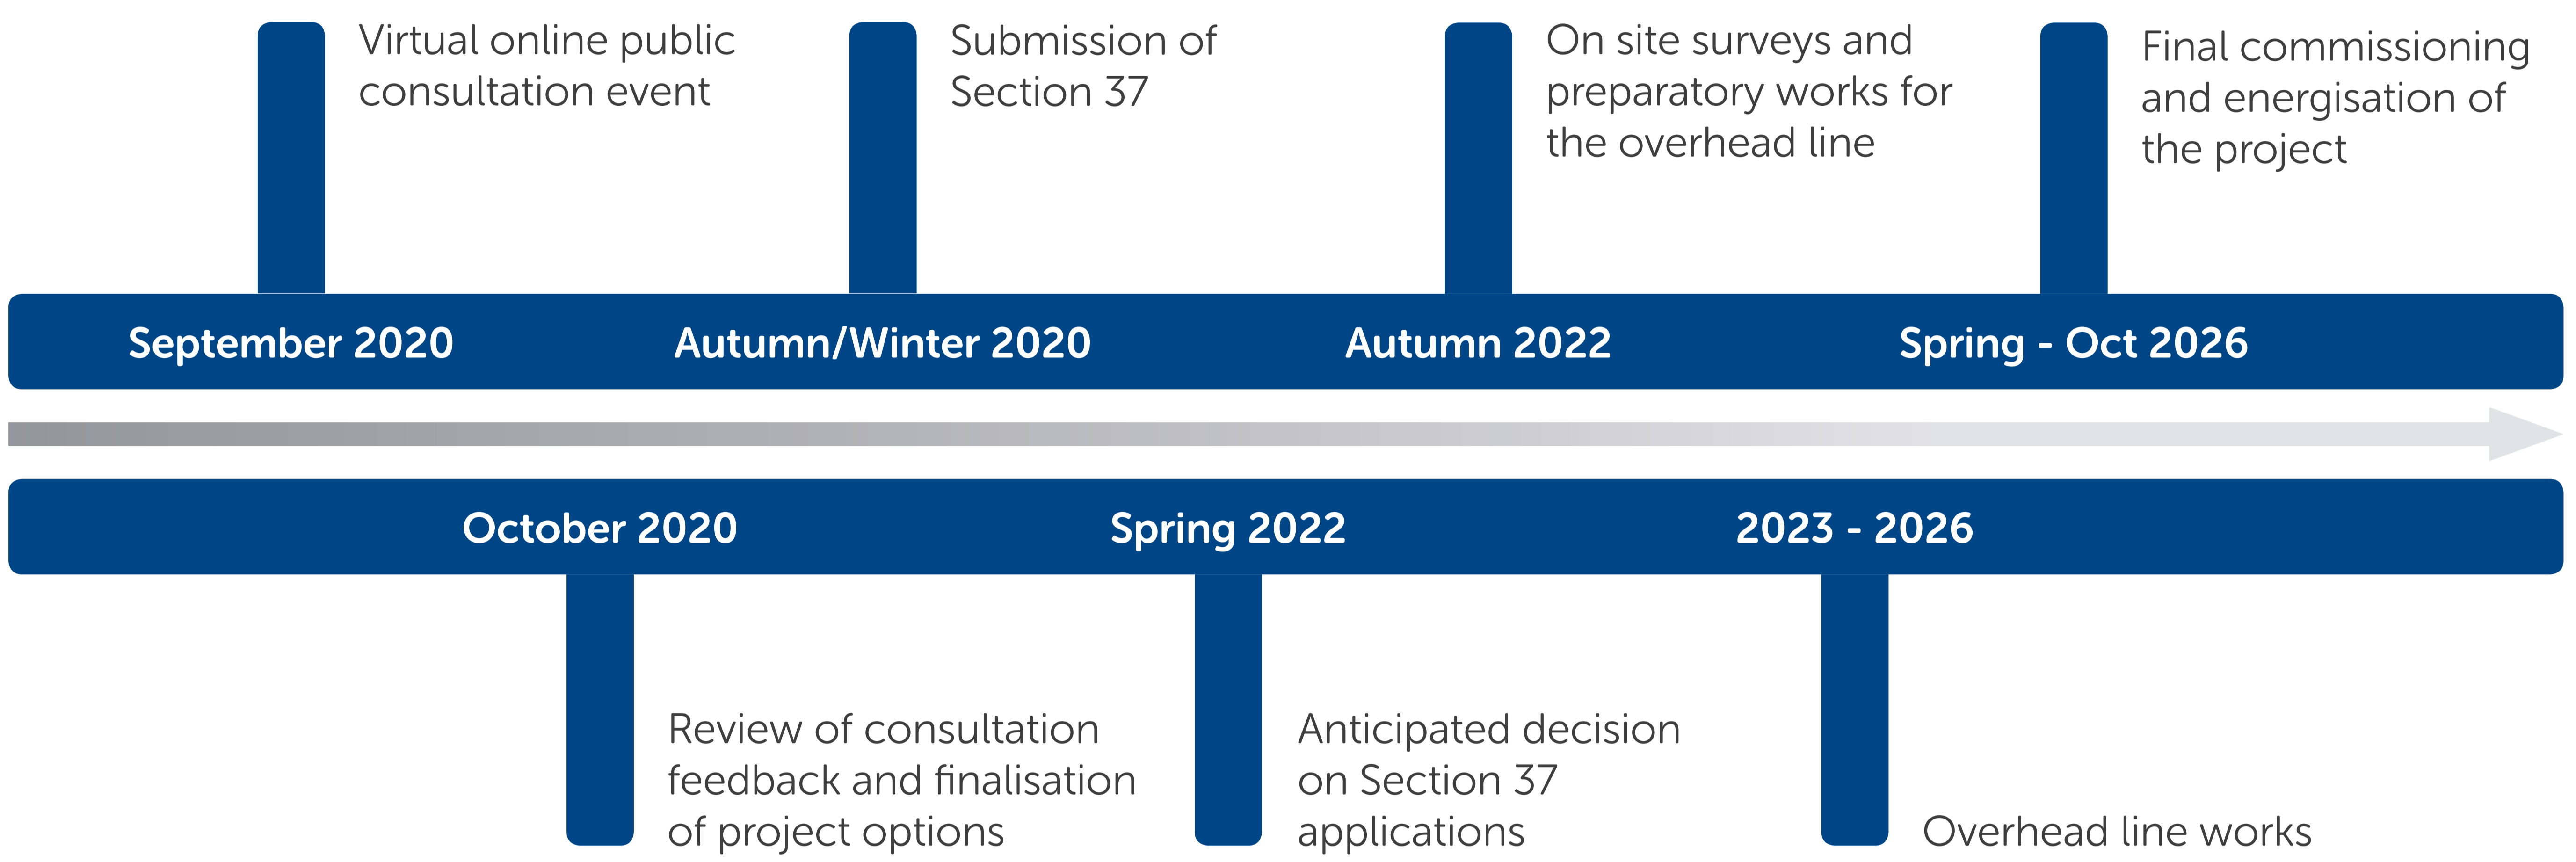 Virtual online public
consultation event
Submission of
Section 37
On site surveys and
preparatory works for
the overhead line
Final commissioning
and energisation of
the project
September 2020
Autumn/Winter 2020
Autumn 2022
Spring - Oct 2026
October 2020
Spring 2022
2023 - 2026
Review of consultation
feedback and finalisation
of project options
Anticipated decision
on Section 37
applications
Overhead line works